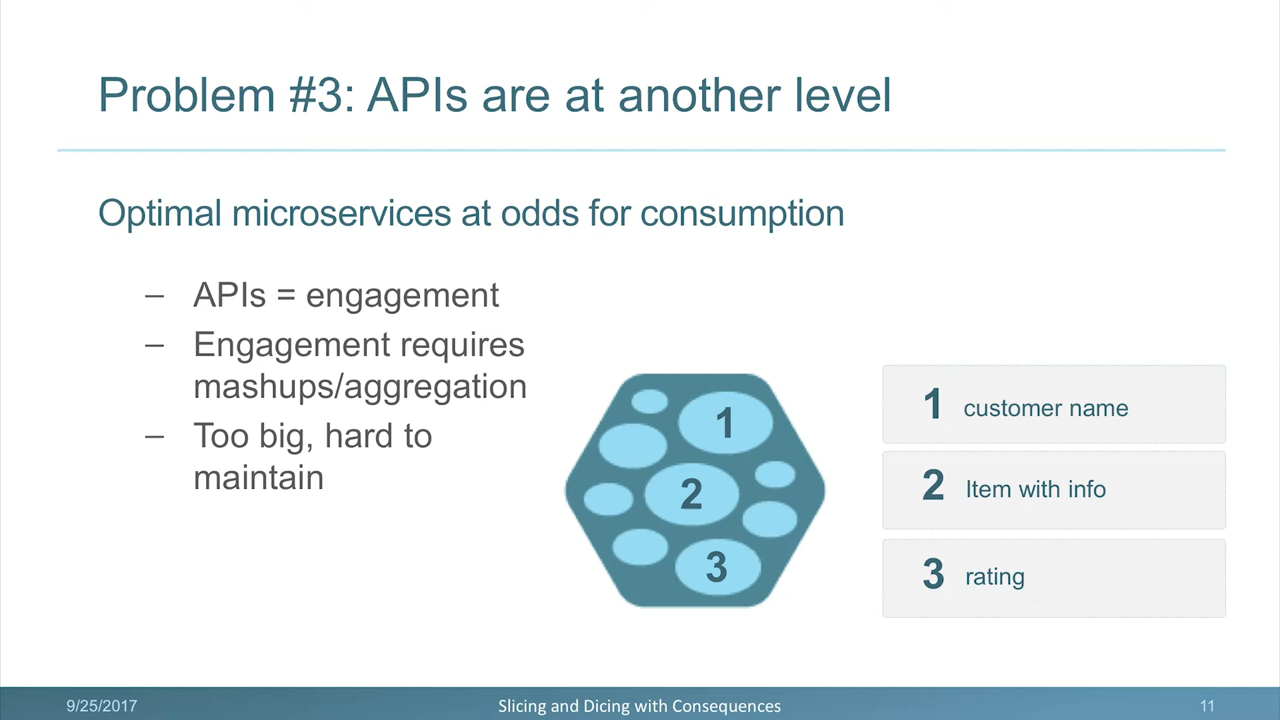 Problem #3: APIs are at another level
Optimal microservices at odds for consumption
– APIs = engagement
– Engagement requires
mashups/aggregation
– Too big, hard to
maintain
1
2
3
1 customer name
2 Item with info
3 rating
9/25/2017
Slicing and Dicing with Consequences
11